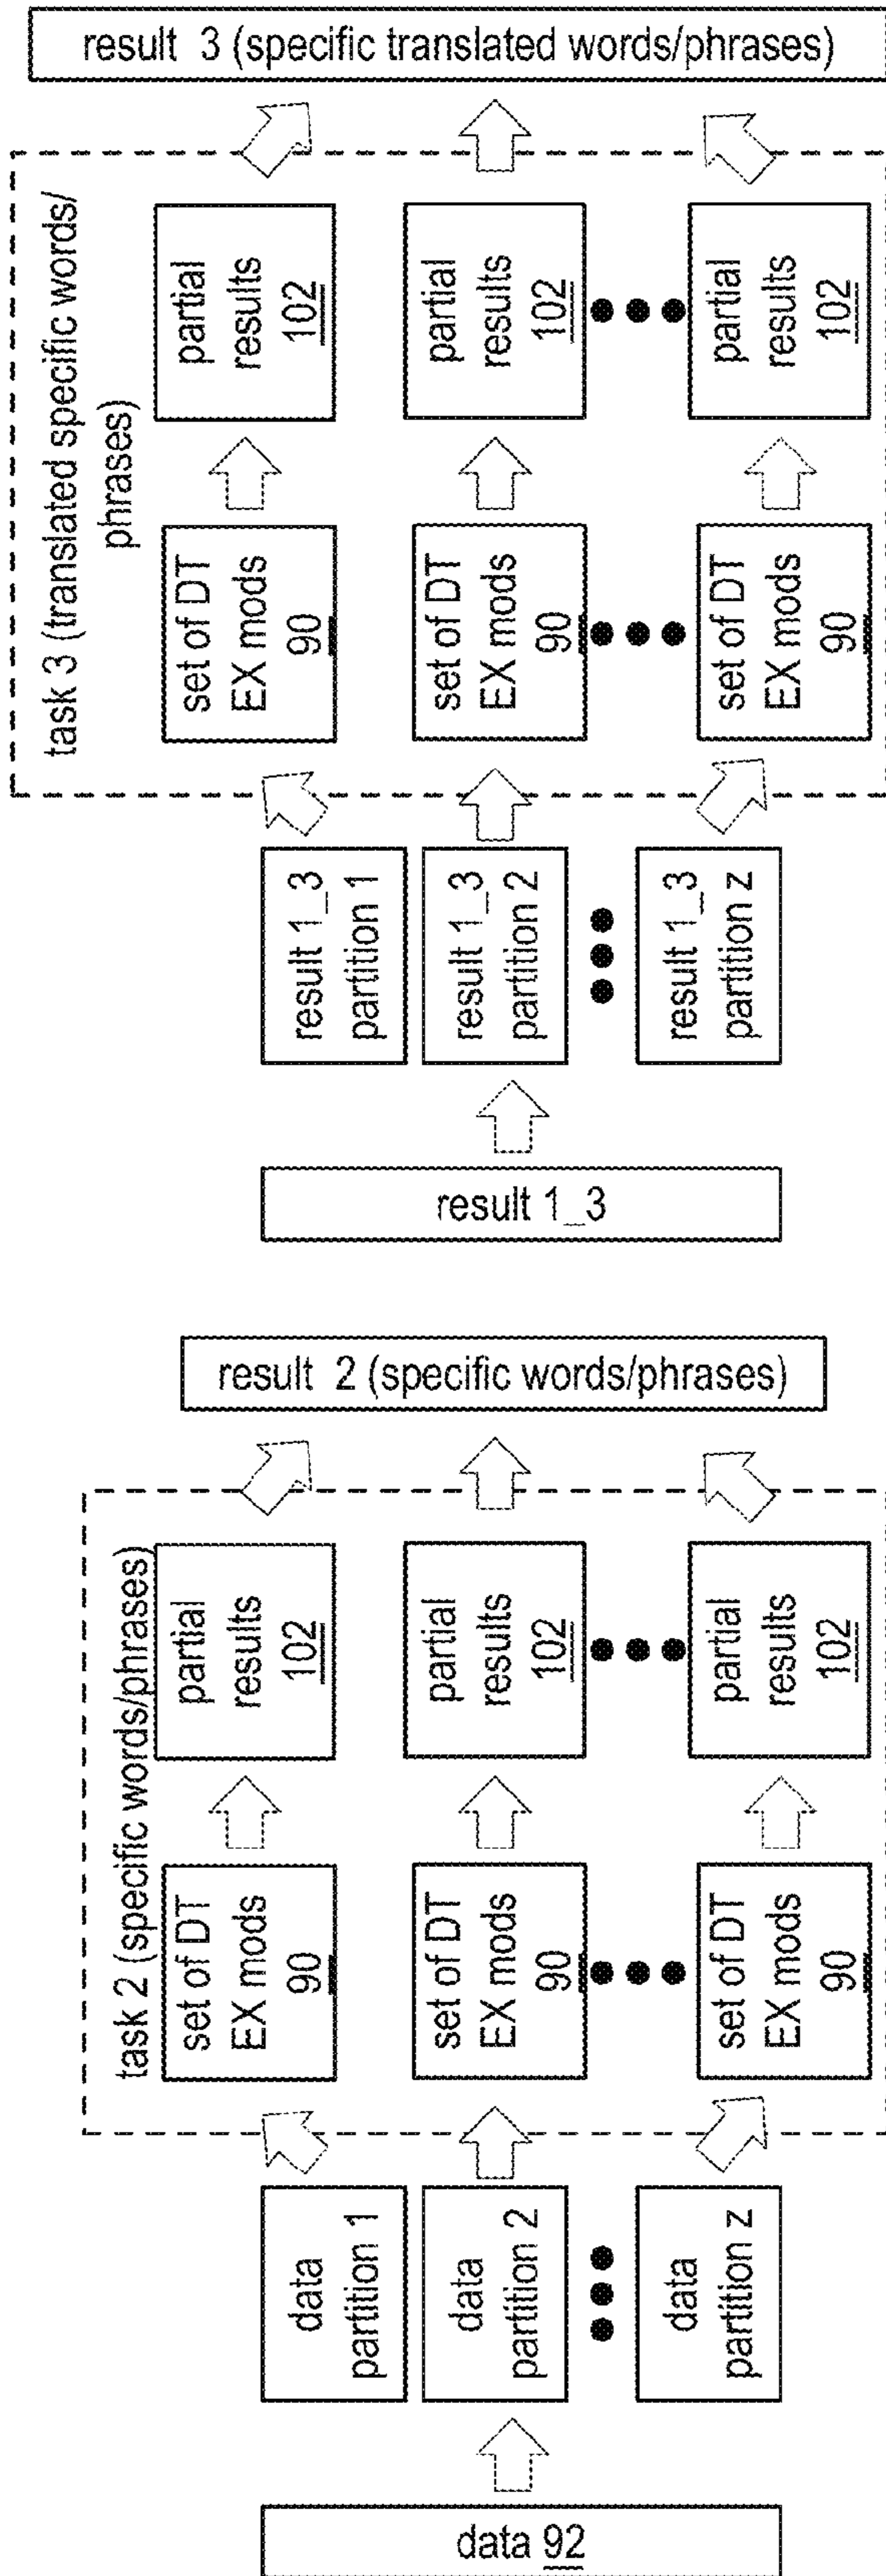 data 92
data
partition 1
data
partition 2
data
partition z
task 2 (specific words/phrases)
set of DT
EX mods
90
set of DT
EX mods
90
set of DT
EX mods
90
partial
results
102
partial
results
102
partial
results
102
result 2 (specific words/phrases)
result 1_3
result 1_3
partition 1
result 1_3
partition 2
result 1_3
partition z
task 3 (translated specific words/
phrases)
set of DT
EX mods
90
set of DT
EX mods
90
set of DT
EX mods
90
partial
results
102
partial
results
102
partial
results
102
result 3 (specific translated words/phrases)